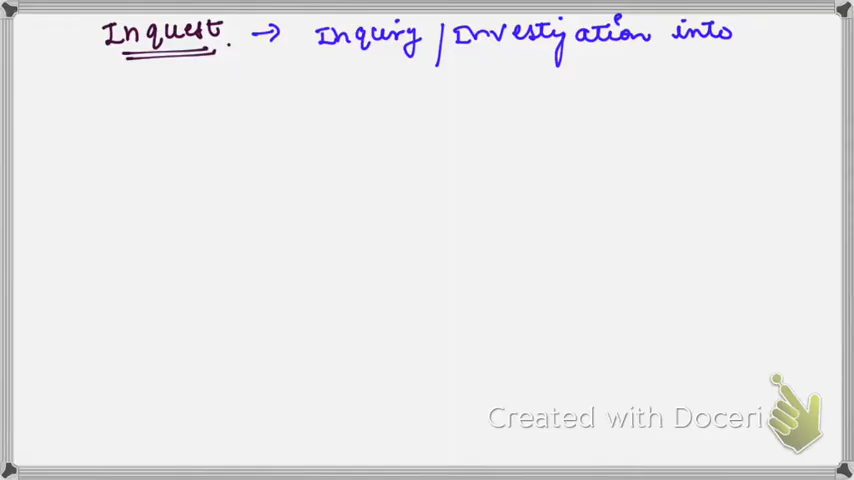 Inquest. → Inquiry / Investigation into
Created with Doceri